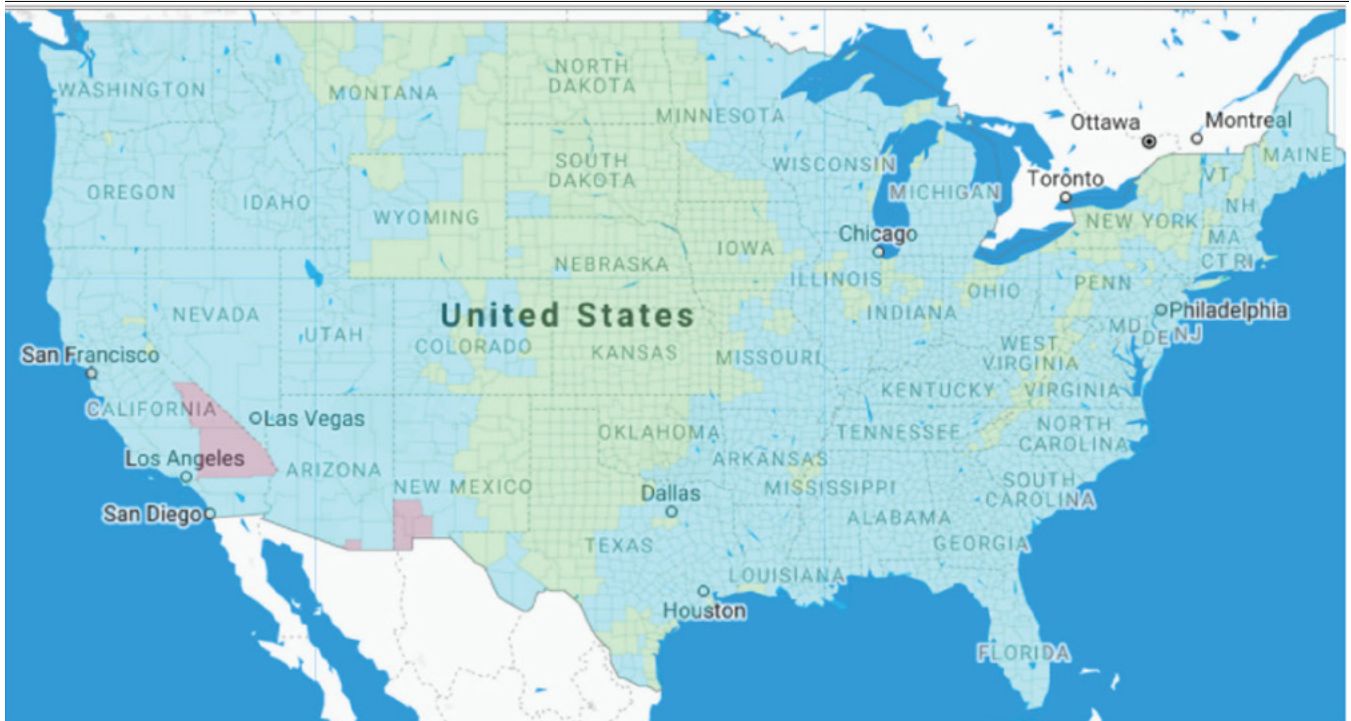 NORTH
DAKOTA
WASHINGTON
MONTANA
MINNESOTA
Ottawa
Montreal
MAINE
WISCONSIN
SOUTH
DAKOTA
VT
Toronto
OREGON
IDAHO
MICHIGAN
NH
WYOMING
NEW YORK
Chicago
MA
IOWA
CT RI
NEBRASKA
ILLINOIS
OHIO
PENN
NEVADA
United States
INDIANA
Philadelphia
UTAH
MD
DE NJ
COLORADO
KANSAS
MISSOURI
WEST
VIRGINIA
San Francisco
KENTUCKY
VIRGINIA
CALIFORNIA
Las Vegas
OKLAHOMA
TENNESSEE
NORTH
CAROLINA
Los Angeles
ARIZONA
ARKANSAS
NEW MEXICO
MISSISSIPPI
SOUTH
CAROLINA
Dallas
San Diego
ALABAMA
TEXAS
GEORGIA
LOUISIANA
Houston
FLORIDA